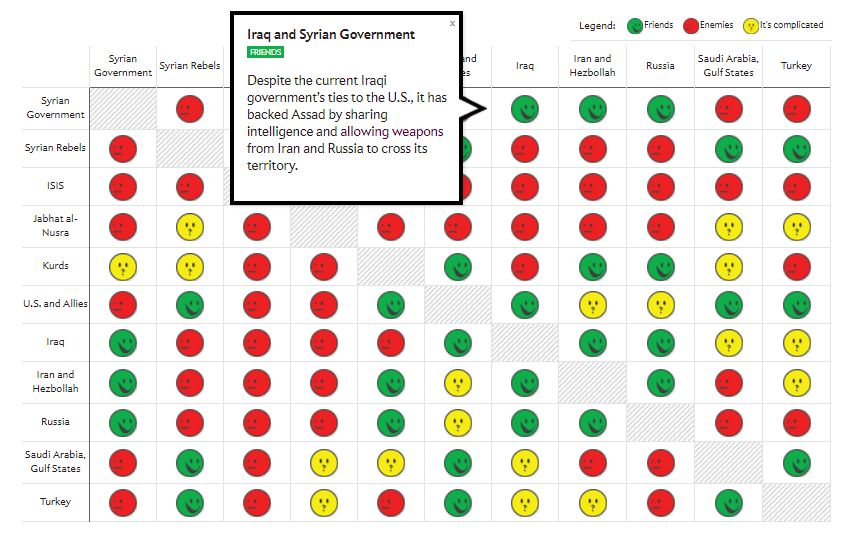 Legend: Friends Enemies It's complicated
Iraq and Syrian Government
FRIENDS
Despite the current Iraqi
government's ties to the U.S., it has
backed Assad by sharing
intelligence and allowing weapons
from Iran and Russia to cross its
territory.
x
Syrian
Government
Syrian Rebels
Iraq
Iran and
Hezbollah
Russia
Saudi Arabia,
Gulf States
Turkey
Syrian
Government
Syrian Rebels
ISIS
Jabhat al-
Nusra
Kurds
U.S. and Allies
Iraq
Iran and
Hezbollah
Russia
Saudi Arabia,
Gulf States
Turkey